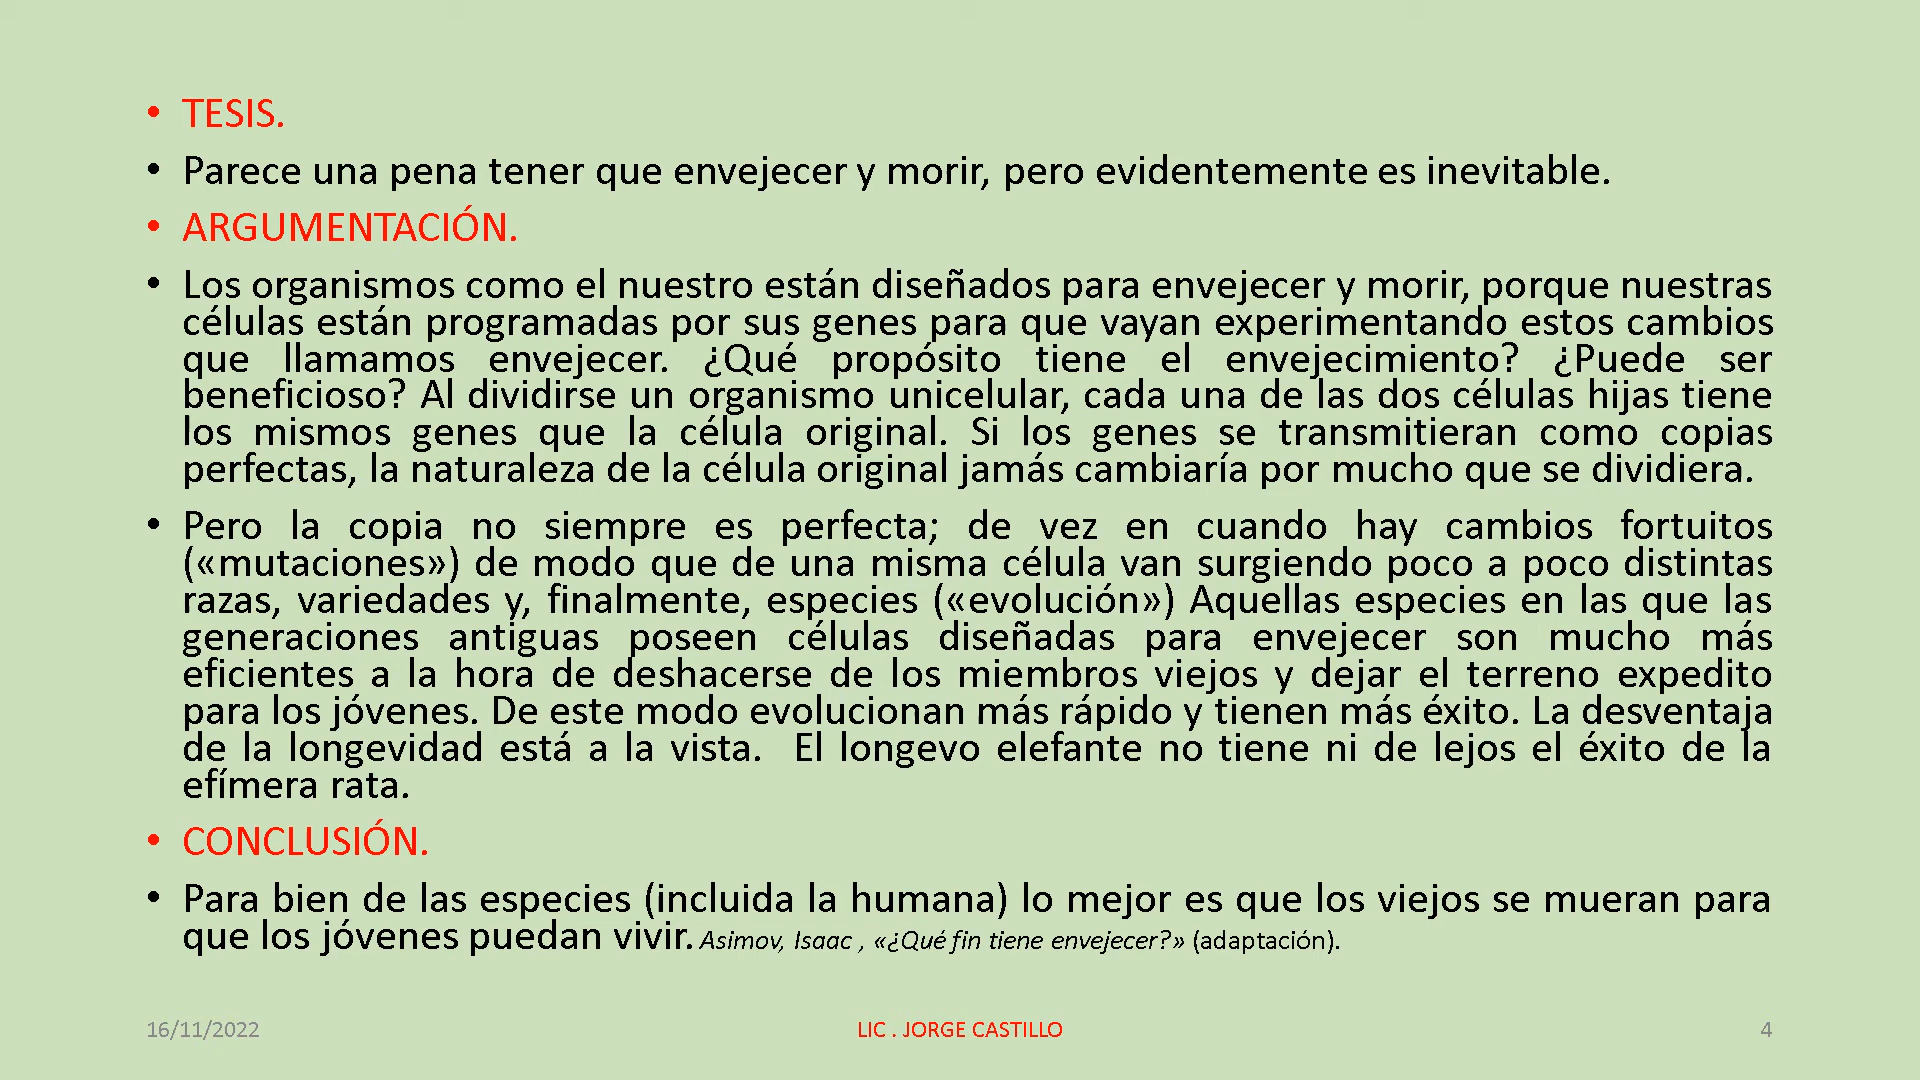 • TESIS.
• Parece una pena tener que envejecer y morir, pero evidentemente es inevitable.
• ARGUMENTACIÓN.
• Los organismos como el nuestro están diseñados para envejecer y morir, porque nuestras
células están programadas por sus genes para que vayan experimentando estos cambios
que llamamos envejecer. ¿Qué propósito tiene el envejecimiento? ¿Puede ser
beneficioso? Al dividirse un organismo unicelular, cada una de las dos células hijas tiene
los mismos genes que la célula original. Si los genes se transmitieran como copias
perfectas, la naturaleza de la célula original jamás cambiaría por mucho que se dividiera.
• Pero la copia no siempre es perfecta; de vez en cuando hay cambios fortuitos
(«mutaciones») de modo que de una misma célula van surgiendo poco a poco distintas
razas, variedades y, finalmente, especies («evolución») Aquellas especies en las que las
generaciones antiguas poseen células diseñadas para envejecer son mucho más
eficientes a la hora de deshacerse de los miembros viejos y dejar el terreno expedito
para los jóvenes. De este modo evolucionan más rápido y tienen más éxito. La desventaja
de la longevidad está a la vista.  El longevo elefante no tiene ni de lejos el éxito de la
efímera rata.
• CONCLUSIÓN.
• Para bien de las especies (incluida la humana) lo mejor es que los viejos se mueran para
que los jóvenes puedan vivir. Asimov, Isaac , «¿Qué fin tiene envejecer?» (adaptación).
16/11/2022
LIC . JORGE CASTILLO
4